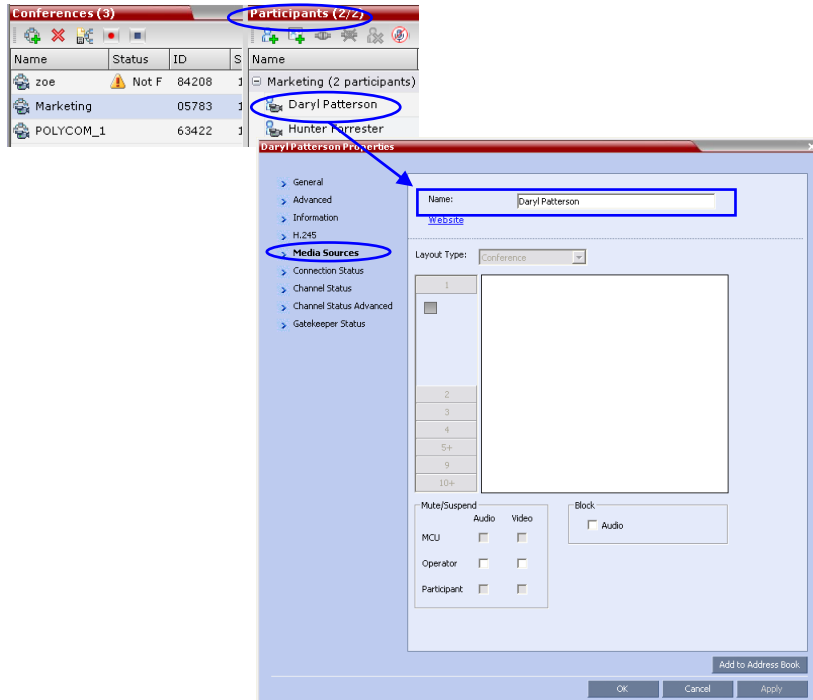 Conferences (3)
Name Status ID S
zoe Not F 84208 1
Marketing 05783 1
POLYCOM_1 63422 1
Participants (2/2)
Name
Marketing (2 participants)
Daryl Patterson
Hunter Forrester
Daryl Patterson Properties
General
Advanced
Information
H.245
Media Sources
Connection Status
Channel Status
Channel Status Advanced
Gatekeeper Status
Name: Daryl Patterson
Website
Layout Type: Conference
1
2
3
4
5+
9
10+
Mute/Suspend
Audio Video
MCU
Operator
Participant
Block
Audio
Add to Address Book
OK Cancel Apply